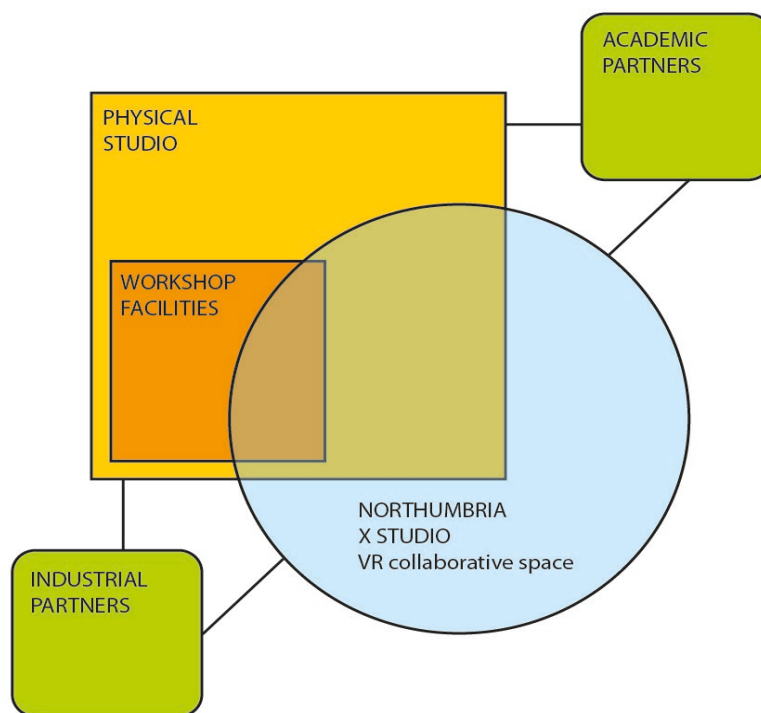 ACADEMIC
PARTNERS
PHYSICAL
STUDIO
WORKSHOP
FACILITIES
NORTHUMBRIA
X STUDIO
VR collaborative space
INDUSTRIAL
PARTNERS